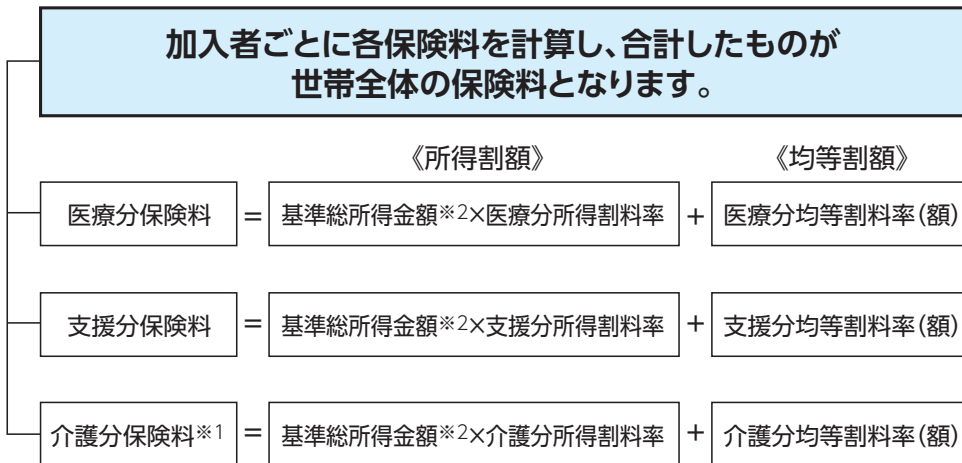 加入者ごとに各保険料を計算し、合計したものが
世帯全体の保険料となります。
《所得割額》 《均等割額》
医療分保険料 = 基準総所得金額※2×医療分所得割料率 + 医療分均等割料率(額)
支援分保険料 = 基準総所得金額※2×支援分所得割料率 + 支援分均等割料率(額)
介護分保険料※1 = 基準総所得金額※2×介護分所得割料率 + 介護分均等割料率(額)